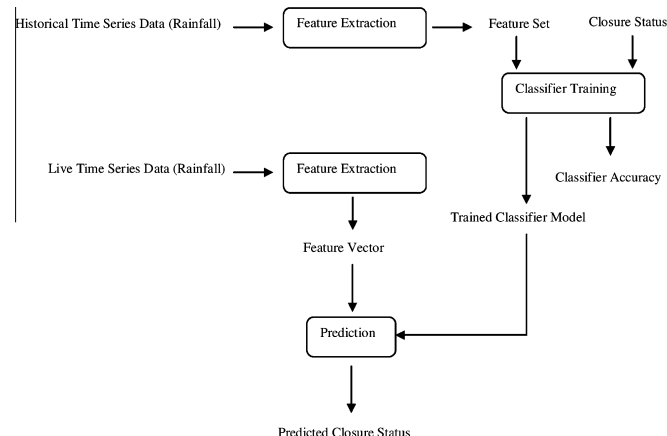 Historical Time Series Data (Rainfall)
Feature Extraction
Feature Set
Closure Status
Classifier Training
Live Time Series Data (Rainfall)
Feature Extraction
Classifier Accuracy
Trained Classifier Model
Feature Vector
Prediction
Predicted Closure Status